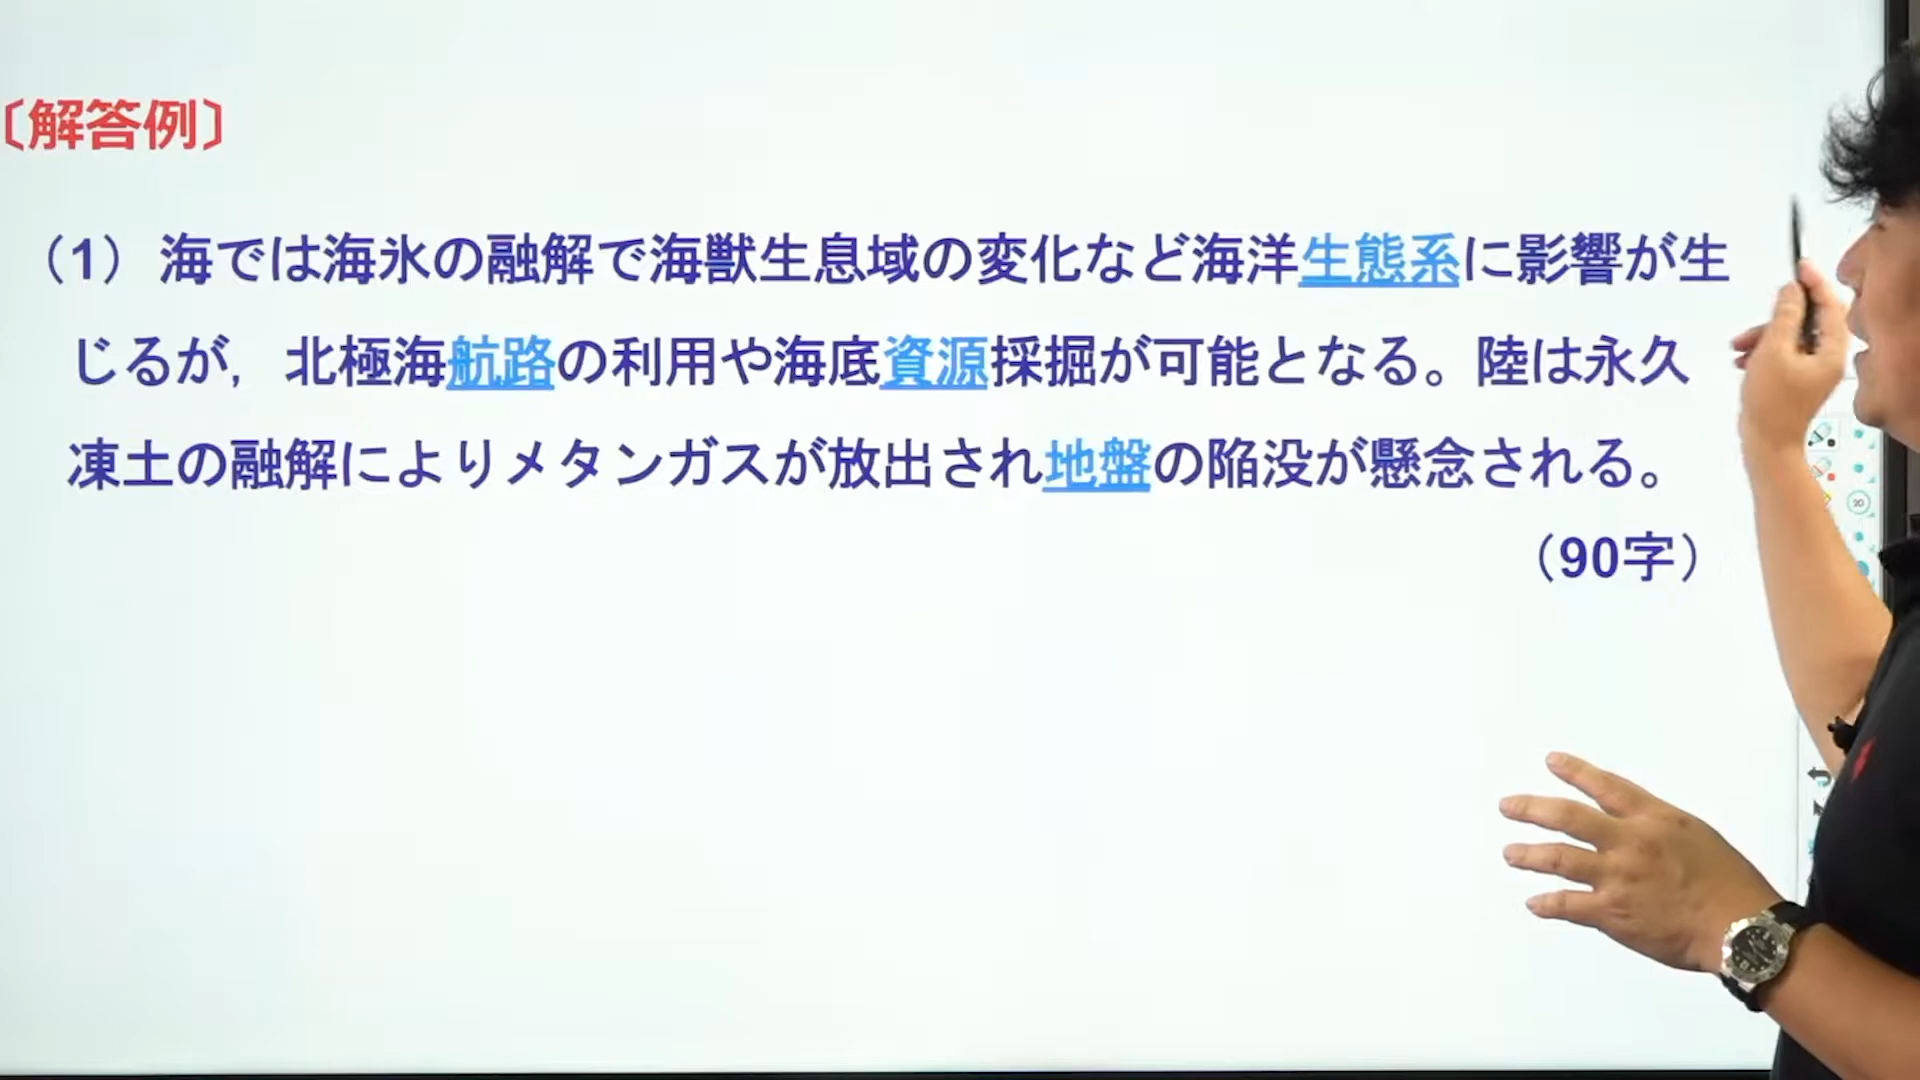 〔解答例〕
（1）海では海氷の融解で海獣生息域の変化など海洋生態系に影響が生
じるが，北極海航路の利用や海底資源採掘が可能となる。陸は永久
凍土の融解によりメタンガスが放出され地盤の陥没が懸念される。
（90字）